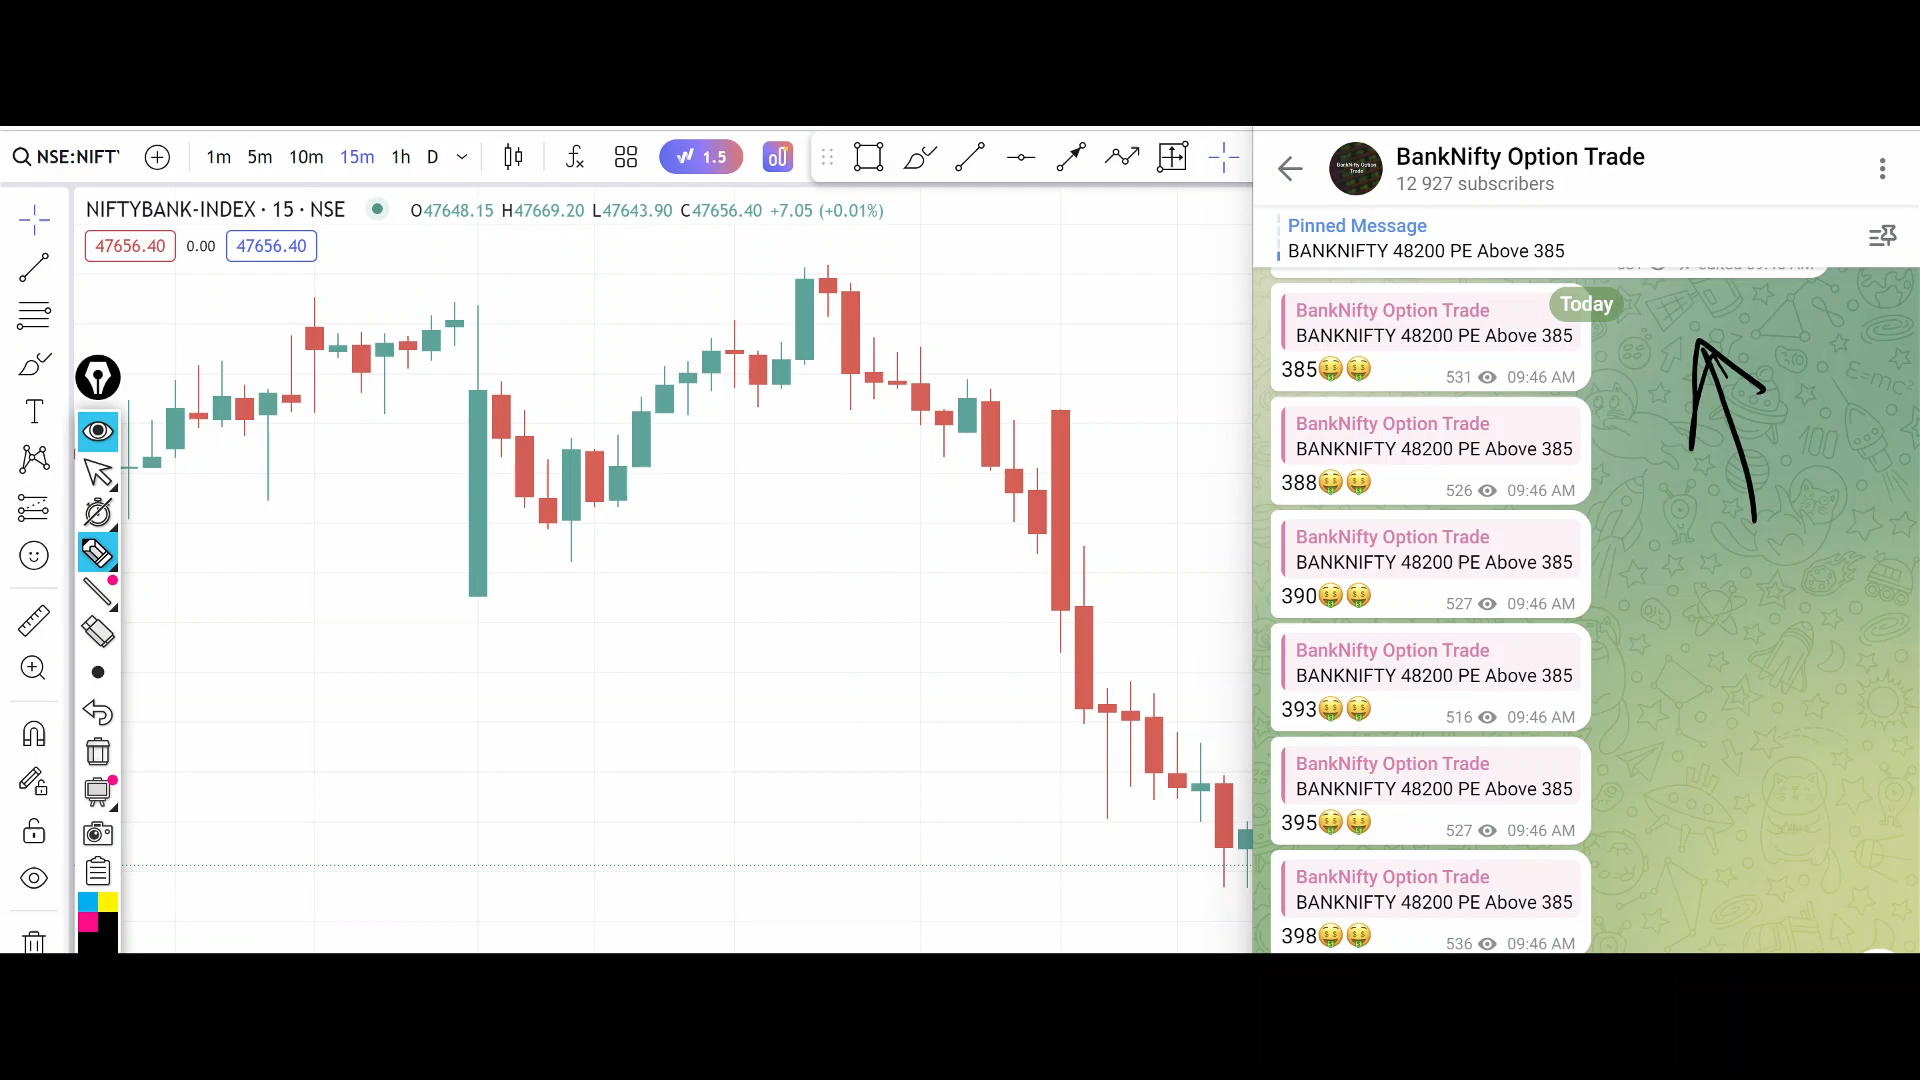 NSE:NIFT
1m 5m 10m 15m 1h D
1.5
NIFTYBANK-INDEX · 15 · NSE
O47648.15 H47669.20 L47643.90 C47656.40 +7.05 (+0.01%)
47656.40 0.00 47656.40
BankNifty Option Trade
BankNifty Option Trade
12 927 subscribers
Pinned Message
BANKNIFTY 48200 PE Above 385
Today
BankNifty Option Trade
BANKNIFTY 48200 PE Above 385
385🤑🤑 531 09:46 AM
BankNifty Option Trade
BANKNIFTY 48200 PE Above 385
388🤑🤑 526 09:46 AM
BankNifty Option Trade
BANKNIFTY 48200 PE Above 385
390🤑🤑 527 09:46 AM
BankNifty Option Trade
BANKNIFTY 48200 PE Above 385
393🤑🤑 516 09:46 AM
BankNifty Option Trade
BANKNIFTY 48200 PE Above 385
395🤑🤑 527 09:46 AM
BankNifty Option Trade
BANKNIFTY 48200 PE Above 385
398🤑🤑 536 09:46 AM